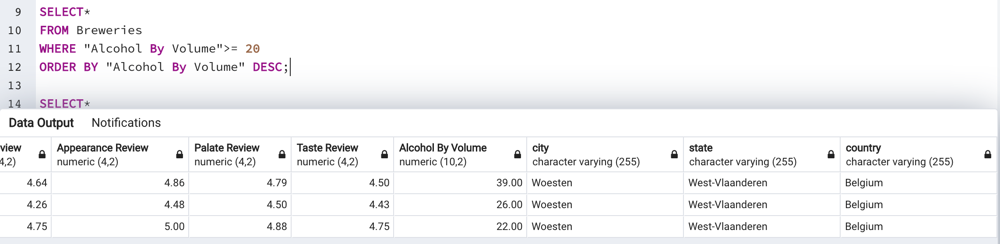 9 SELECT*
10 FROM Breweries
11 WHERE "Alcohol By Volume">= 20
12 ORDER BY "Alcohol By Volume" DESC;
13
14 SELECT*
Data Output Notifications
view Appearance Review Palate Review Taste Review Alcohol By Volume city state country
4,2) numeric (4,2) numeric (4,2) numeric (4,2) numeric (10,2) character varying (255) character varying (255) character varying (255)
4.64 4.86 4.79 4.50 39.00 Woesten West-Vlaanderen Belgium
4.26 4.48 4.50 4.43 26.00 Woesten West-Vlaanderen Belgium
4.75 5.00 4.88 4.75 22.00 Woesten West-Vlaanderen Belgium